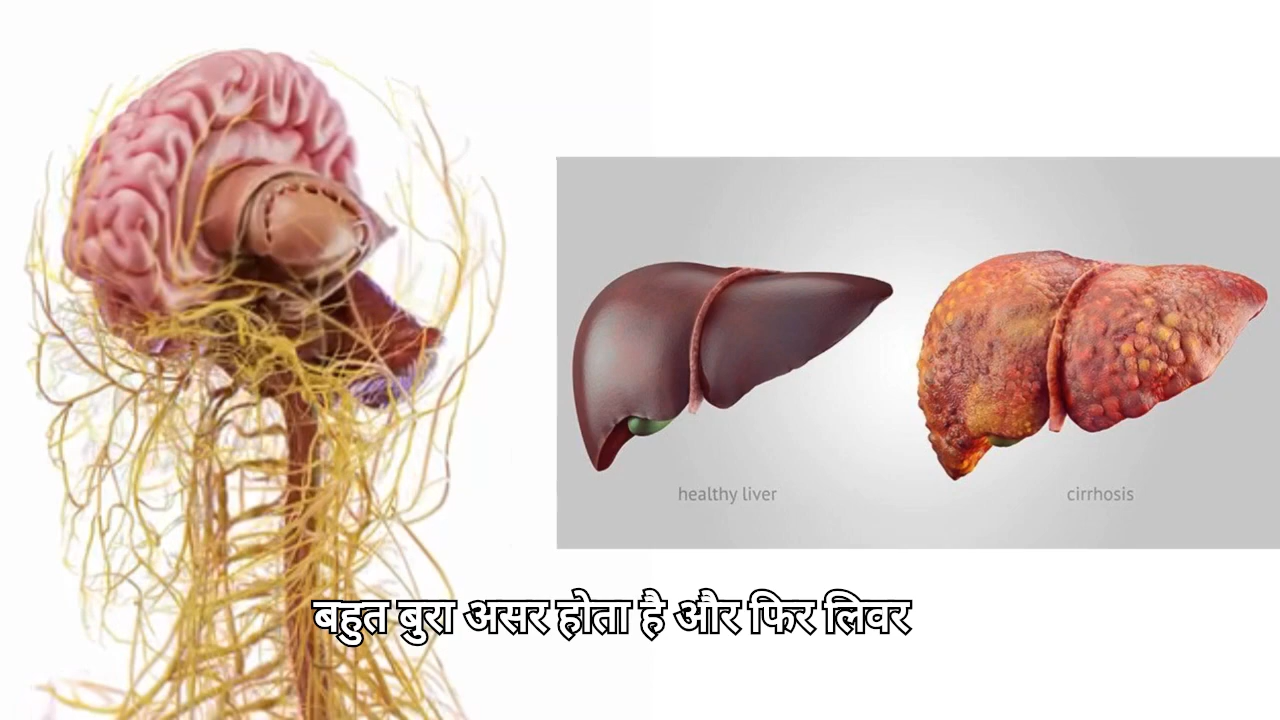 healthy liver
cirrhosis
बहुत बुरा असर होता है और फिर लिवर